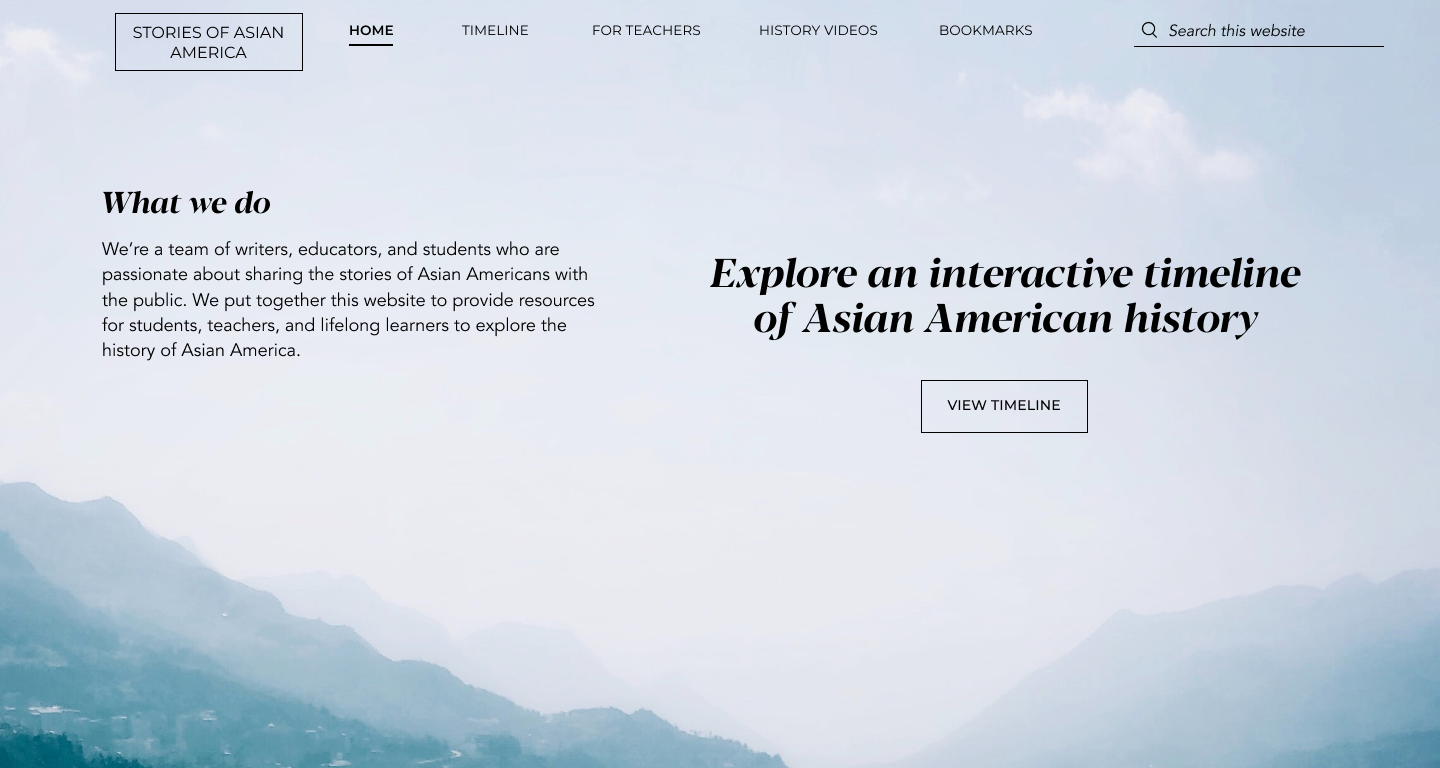 STORIES OF ASIAN
AMERICA
HOME
TIMELINE
FOR TEACHERS
HISTORY VIDEOS
BOOKMARKS
Search this website
What we do
We’re a team of writers, educators, and students who are
passionate about sharing the stories of Asian Americans with
the public. We put together this website to provide resources
for students, teachers, and lifelong learners to explore the
history of Asian America.
Explore an interactive timeline
of Asian American history
VIEW TIMELINE